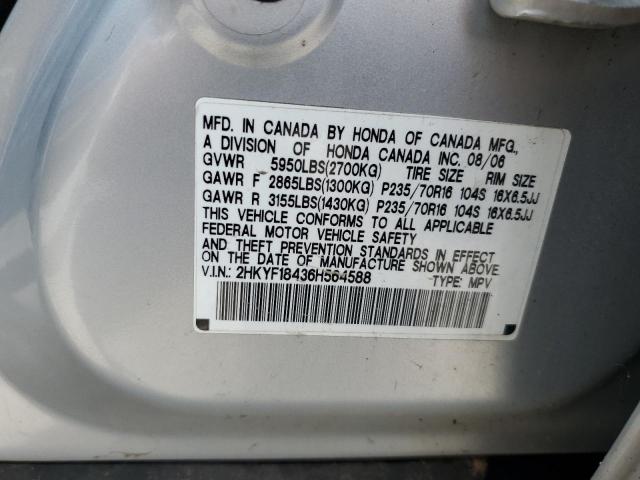 MFD. IN CANADA BY HONDA OF CANADA MFG.,
A DIVISION OF HONDA CANADA INC. 08/06
GVWR 5950LBS(2700KG) TIRE SIZE RIM SIZE
GAWR F 2865LBS(1300KG) P235/70R16 104S 16X6.5JJ
GAWR R 3155LBS(1430KG) P235/70R16 104S 16X6.5JJ
THIS VEHICLE CONFORMS TO ALL APPLICABLE
FEDERAL MOTOR VEHICLE SAFETY
AND THEFT PREVENTION STANDARDS IN EFFECT
ON THE DATE OF MANUFACTURE SHOWN ABOVE
V.I.N.: 2HKYF18436H564588 TYPE: MPV